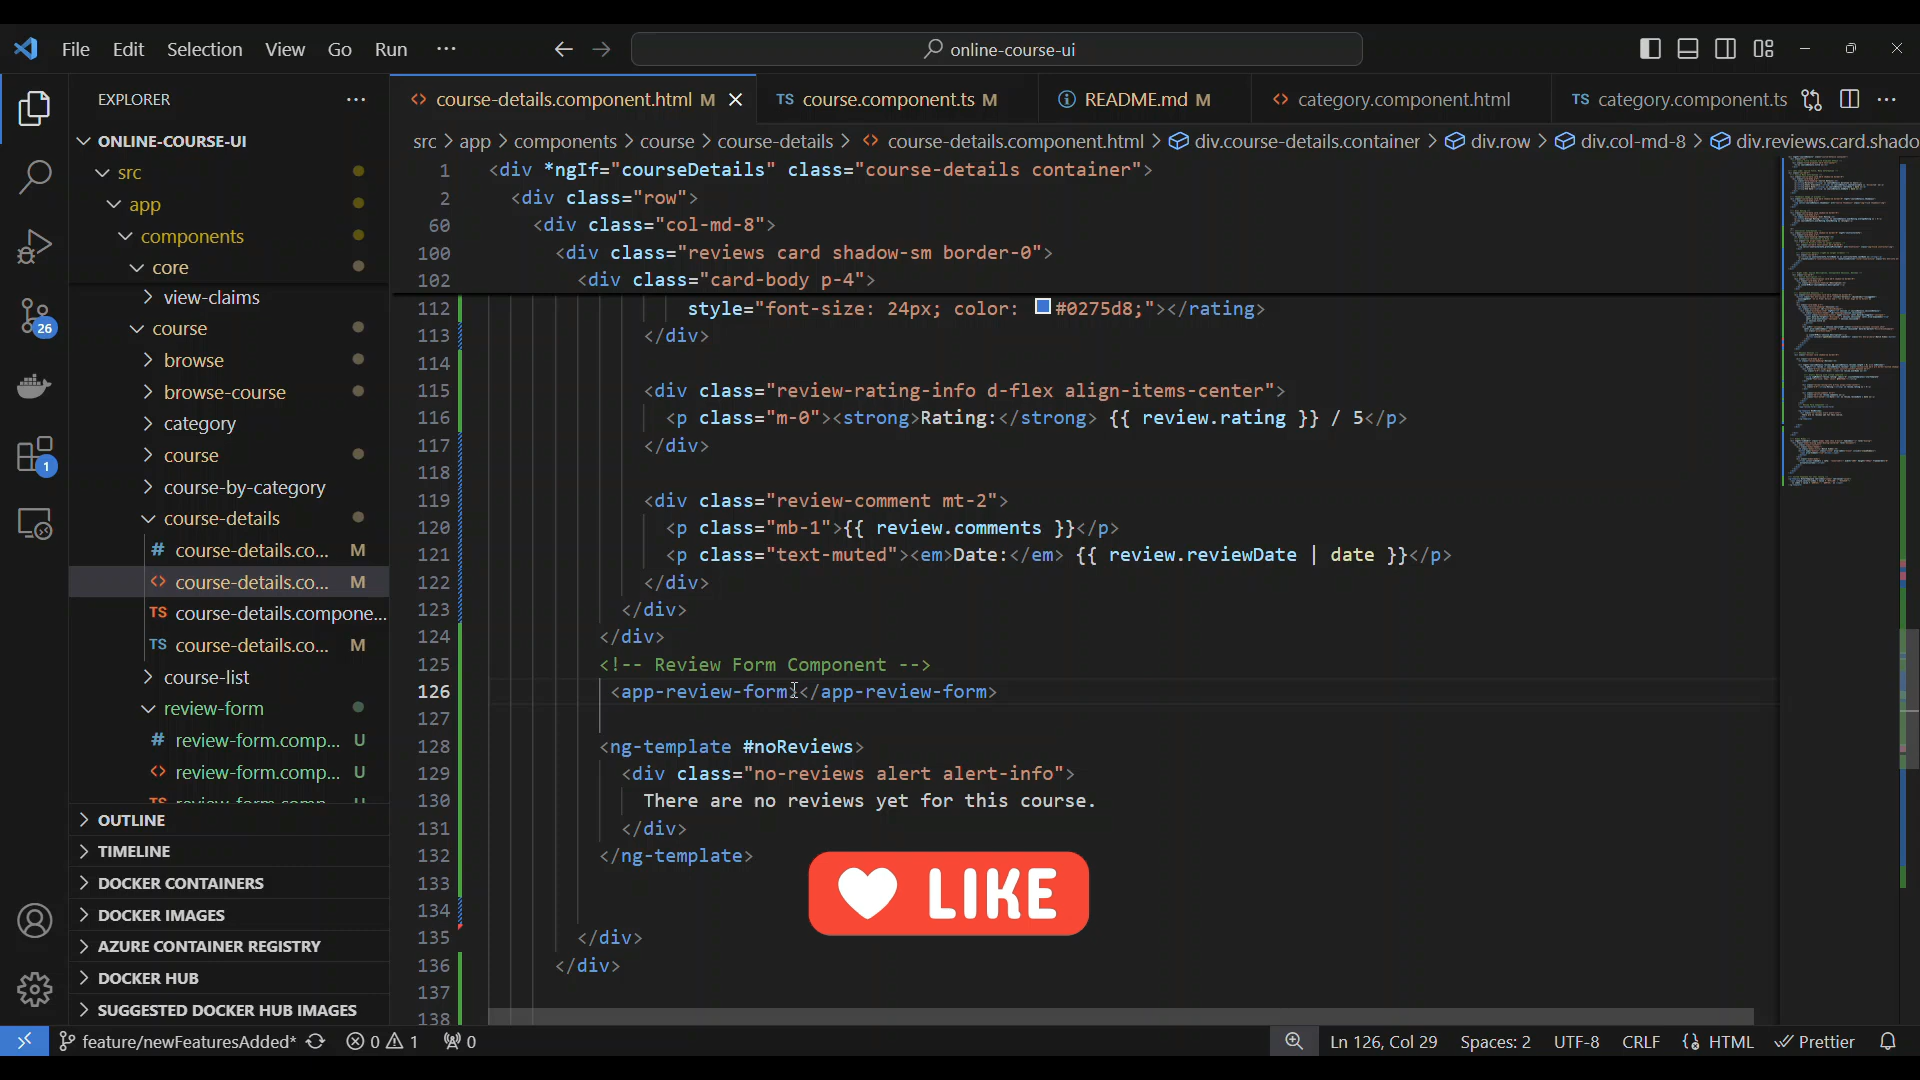 File Edit Selection View Go Run ··· online-course-ui
EXPLORER ···
ONLINE-COURSE-UI
src
app
components
core
view-claims
course
browse
browse-course
category
course
course-by-category
course-details
# course-details.co... M
<> course-details.co... M
TS course-details.compone...
TS course-details.co... M
course-list
review-form
# review-form.comp... U
<> review-form.comp... U
OUTLINE
TIMELINE
DOCKER CONTAINERS
DOCKER IMAGES
AZURE CONTAINER REGISTRY
DOCKER HUB
SUGGESTED DOCKER HUB IMAGES
26
1
<> course-details.component.html M TS course.component.ts M README.md M <> category.component.html TS category.component.ts ···
src > app > components > course > course-details > <> course-details.component.html > div.course-details.container > div.row > div.col-md-8 > div.reviews.card.shado
1 <div *ngIf="courseDetails" class="course-details container">
2 <div class="row">
60 <div class="col-md-8">
100 <div class="reviews card shadow-sm border-0">
102 <div class="card-body p-4">
112 style="font-size: 24px; color: #0275d8;"></rating>
113 </div>
114
115 <div class="review-rating-info d-flex align-items-center">
116 <p class="m-0"><strong>Rating:</strong> {{ review.rating }} / 5</p>
117 </div>
118
119 <div class="review-comment mt-2">
120 <p class="mb-1">{{ review.comments }}</p>
121 <p class="text-muted"><em>Date:</em> {{ review.reviewDate | date }}</p>
122 </div>
123 </div>
124 </div>
125 <!-- Review Form Component -->
126 <app-review-form></app-review-form>
127
128 <ng-template #noReviews>
129 <div class="no-reviews alert alert-info">
130 There are no reviews yet for this course.
131 </div>
132 </ng-template>
133
134
135 </div>
136 </div>
137
138
LIKE
feature/newFeaturesAdded* 0 1 0 Ln 126, Col 29 Spaces: 2 UTF-8 CRLF HTML Prettier